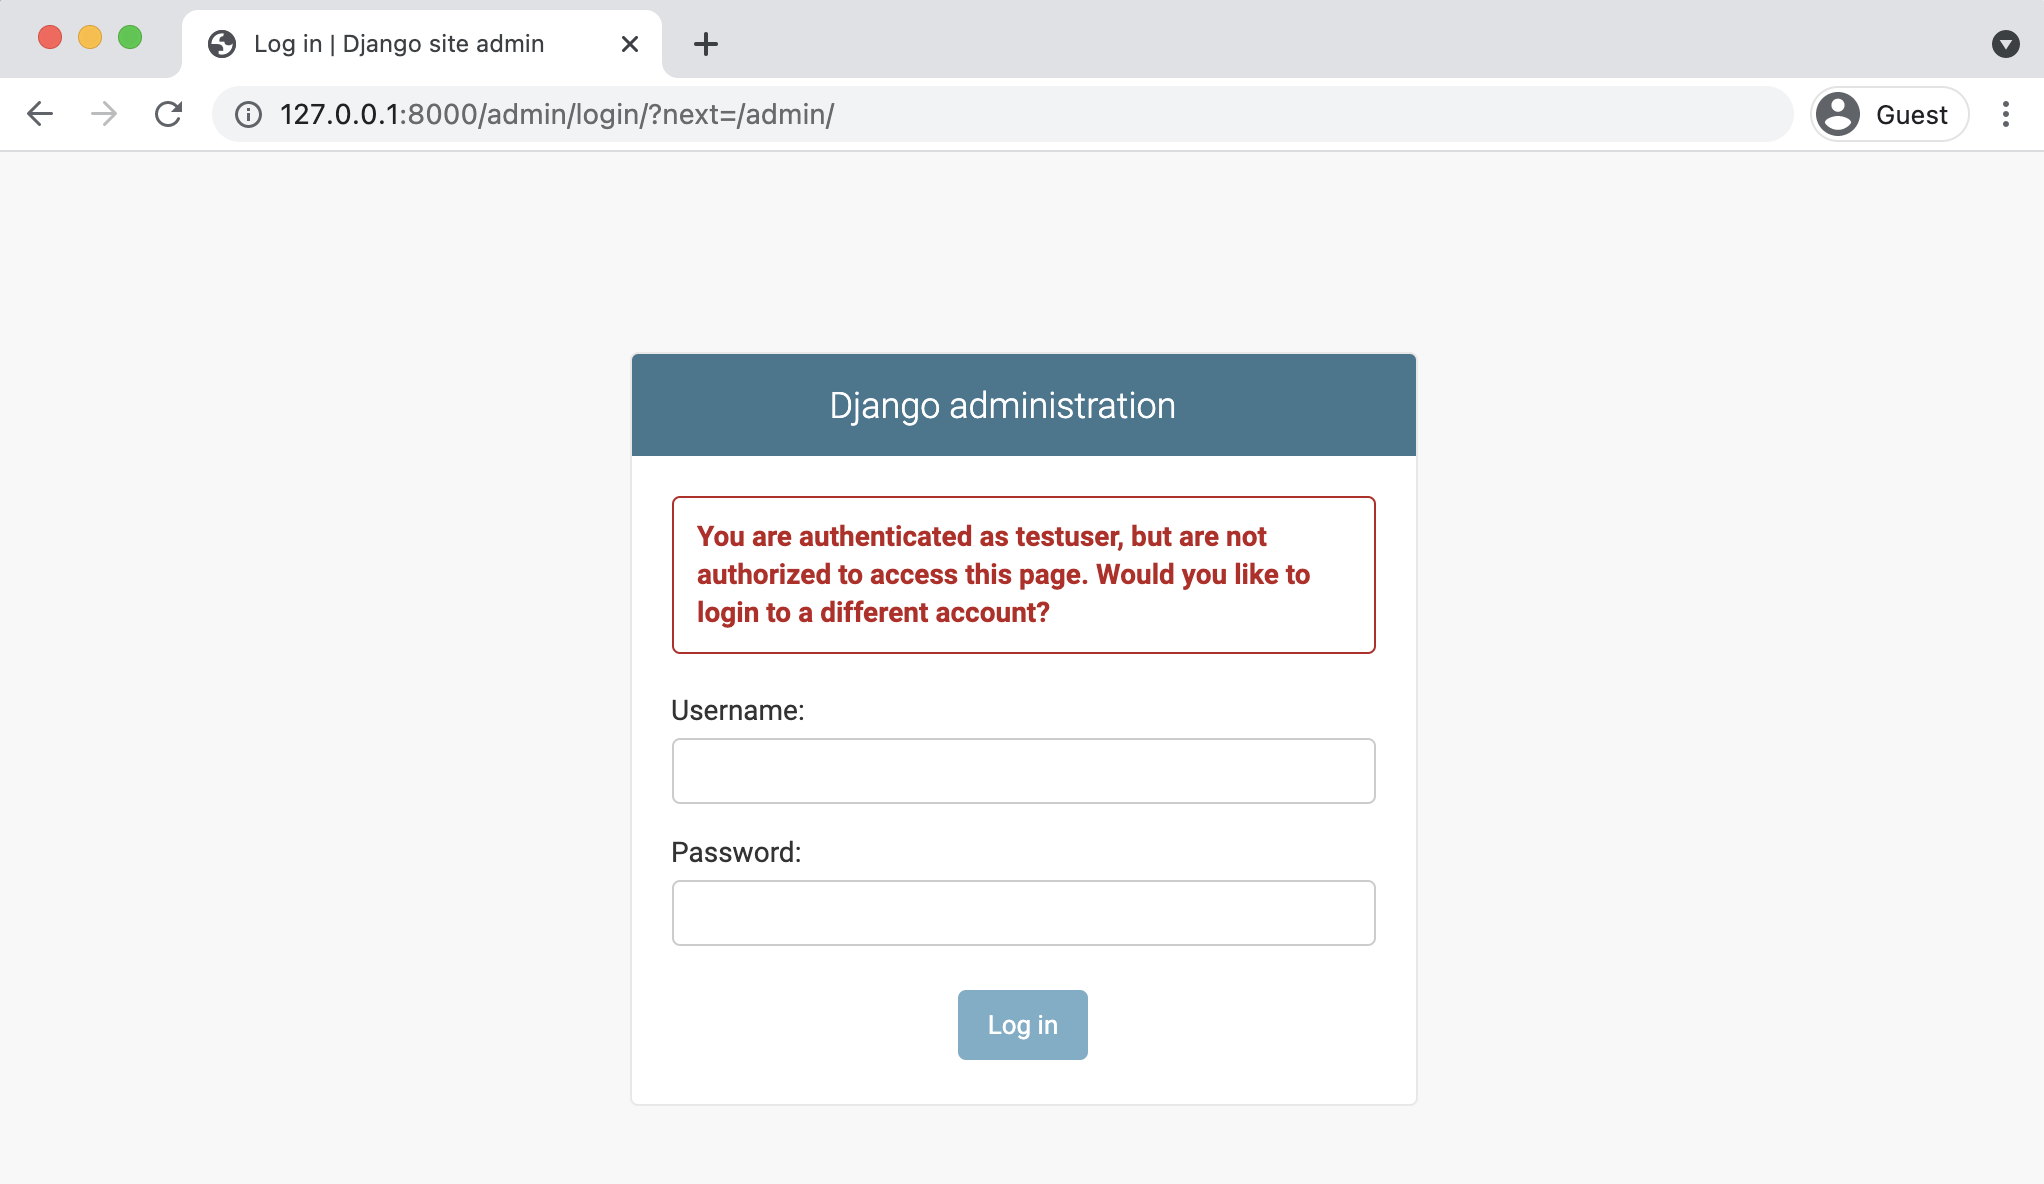 Log in | Django site admin
127.0.0.1:8000/admin/login/?next=/admin/
Guest
Django administration
You are authenticated as testuser, but are not
authorized to access this page. Would you like to
login to a different account?
Username:
Password:
Log in